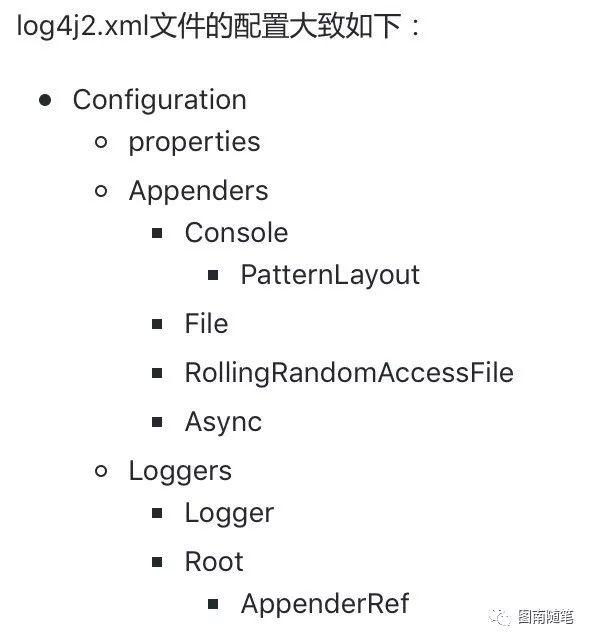 log4j2.xml文件的配置大致如下：
Configuration
properties
Appenders
Console
PatternLayout
File
RollingRandomAccessFile
Async
Loggers
Logger
Root
AppenderRef
图南随笔